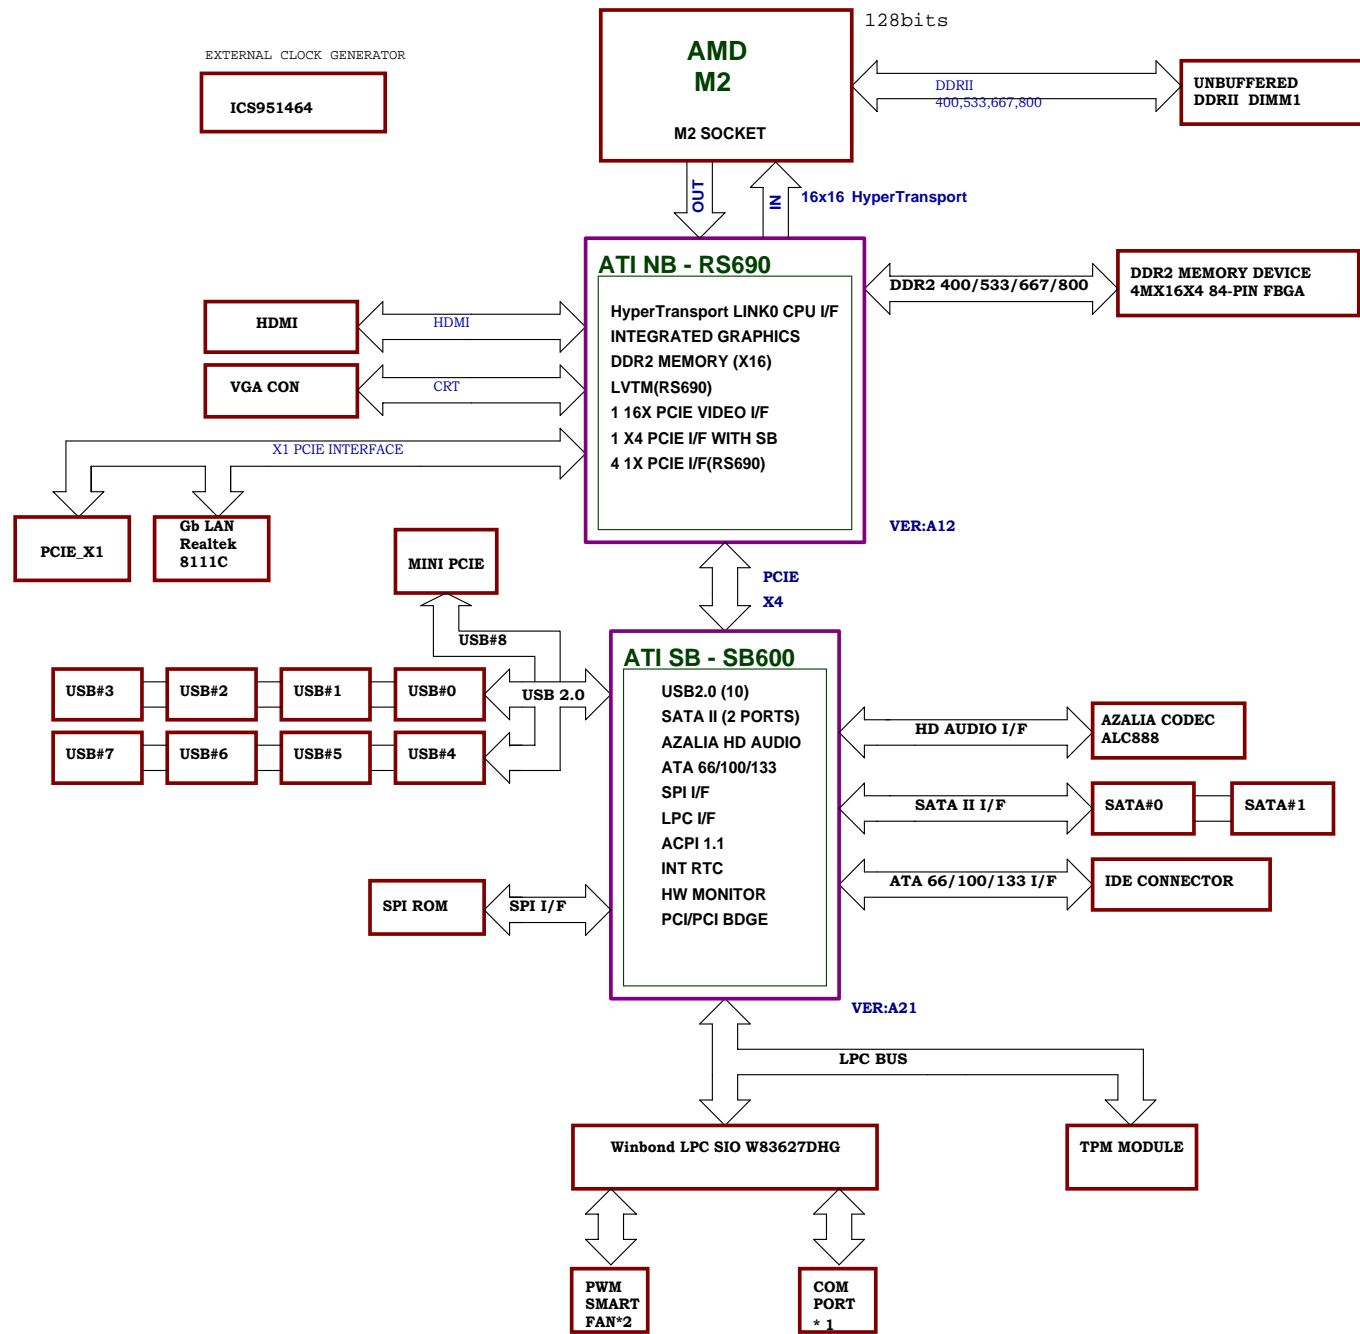 128bits
EXTERNAL CLOCK GENERATOR
ICS951464
AMD
M2
M2 SOCKET
DDRII
400,533,667,800
UNBUFFERED
DDRII DIMM1
OUT
IN
16x16 HyperTransport
ATI NB - RS690
HyperTransport LINK0 CPU I/F
INTEGRATED GRAPHICS
DDR2 MEMORY (X16)
LVTM(RS690)
1 16X PCIE VIDEO I/F
1 X4 PCIE I/F WITH SB
4 1X PCIE I/F(RS690)
DDR2 400/533/667/800
DDR2 MEMORY DEVICE
4MX16X4 84-PIN FBGA
HDMI
HDMI
VGA CON
CRT
X1 PCIE INTERFACE
PCIE_X1
Gb LAN
Realtek
8111C
VER:A12
MINI PCIE
PCIE
X4
USB#8
ATI SB - SB600
USB2.0 (10)
SATA II (2 PORTS)
AZALIA HD AUDIO
ATA 66/100/133
SPI I/F
LPC I/F
ACPI 1.1
INT RTC
HW MONITOR
PCI/PCI BDGE
USB#3
USB#2
USB#1
USB#0
USB 2.0
USB#7
USB#6
USB#5
USB#4
HD AUDIO I/F
AZALIA CODEC
ALC888
SATA II I/F
SATA#0
SATA#1
ATA 66/100/133 I/F
IDE CONNECTOR
SPI ROM
SPI I/F
VER:A21
LPC BUS
Winbond LPC SIO W83627DHG
TPM MODULE
PWM
SMART
FAN*2
COM
PORT
* 1